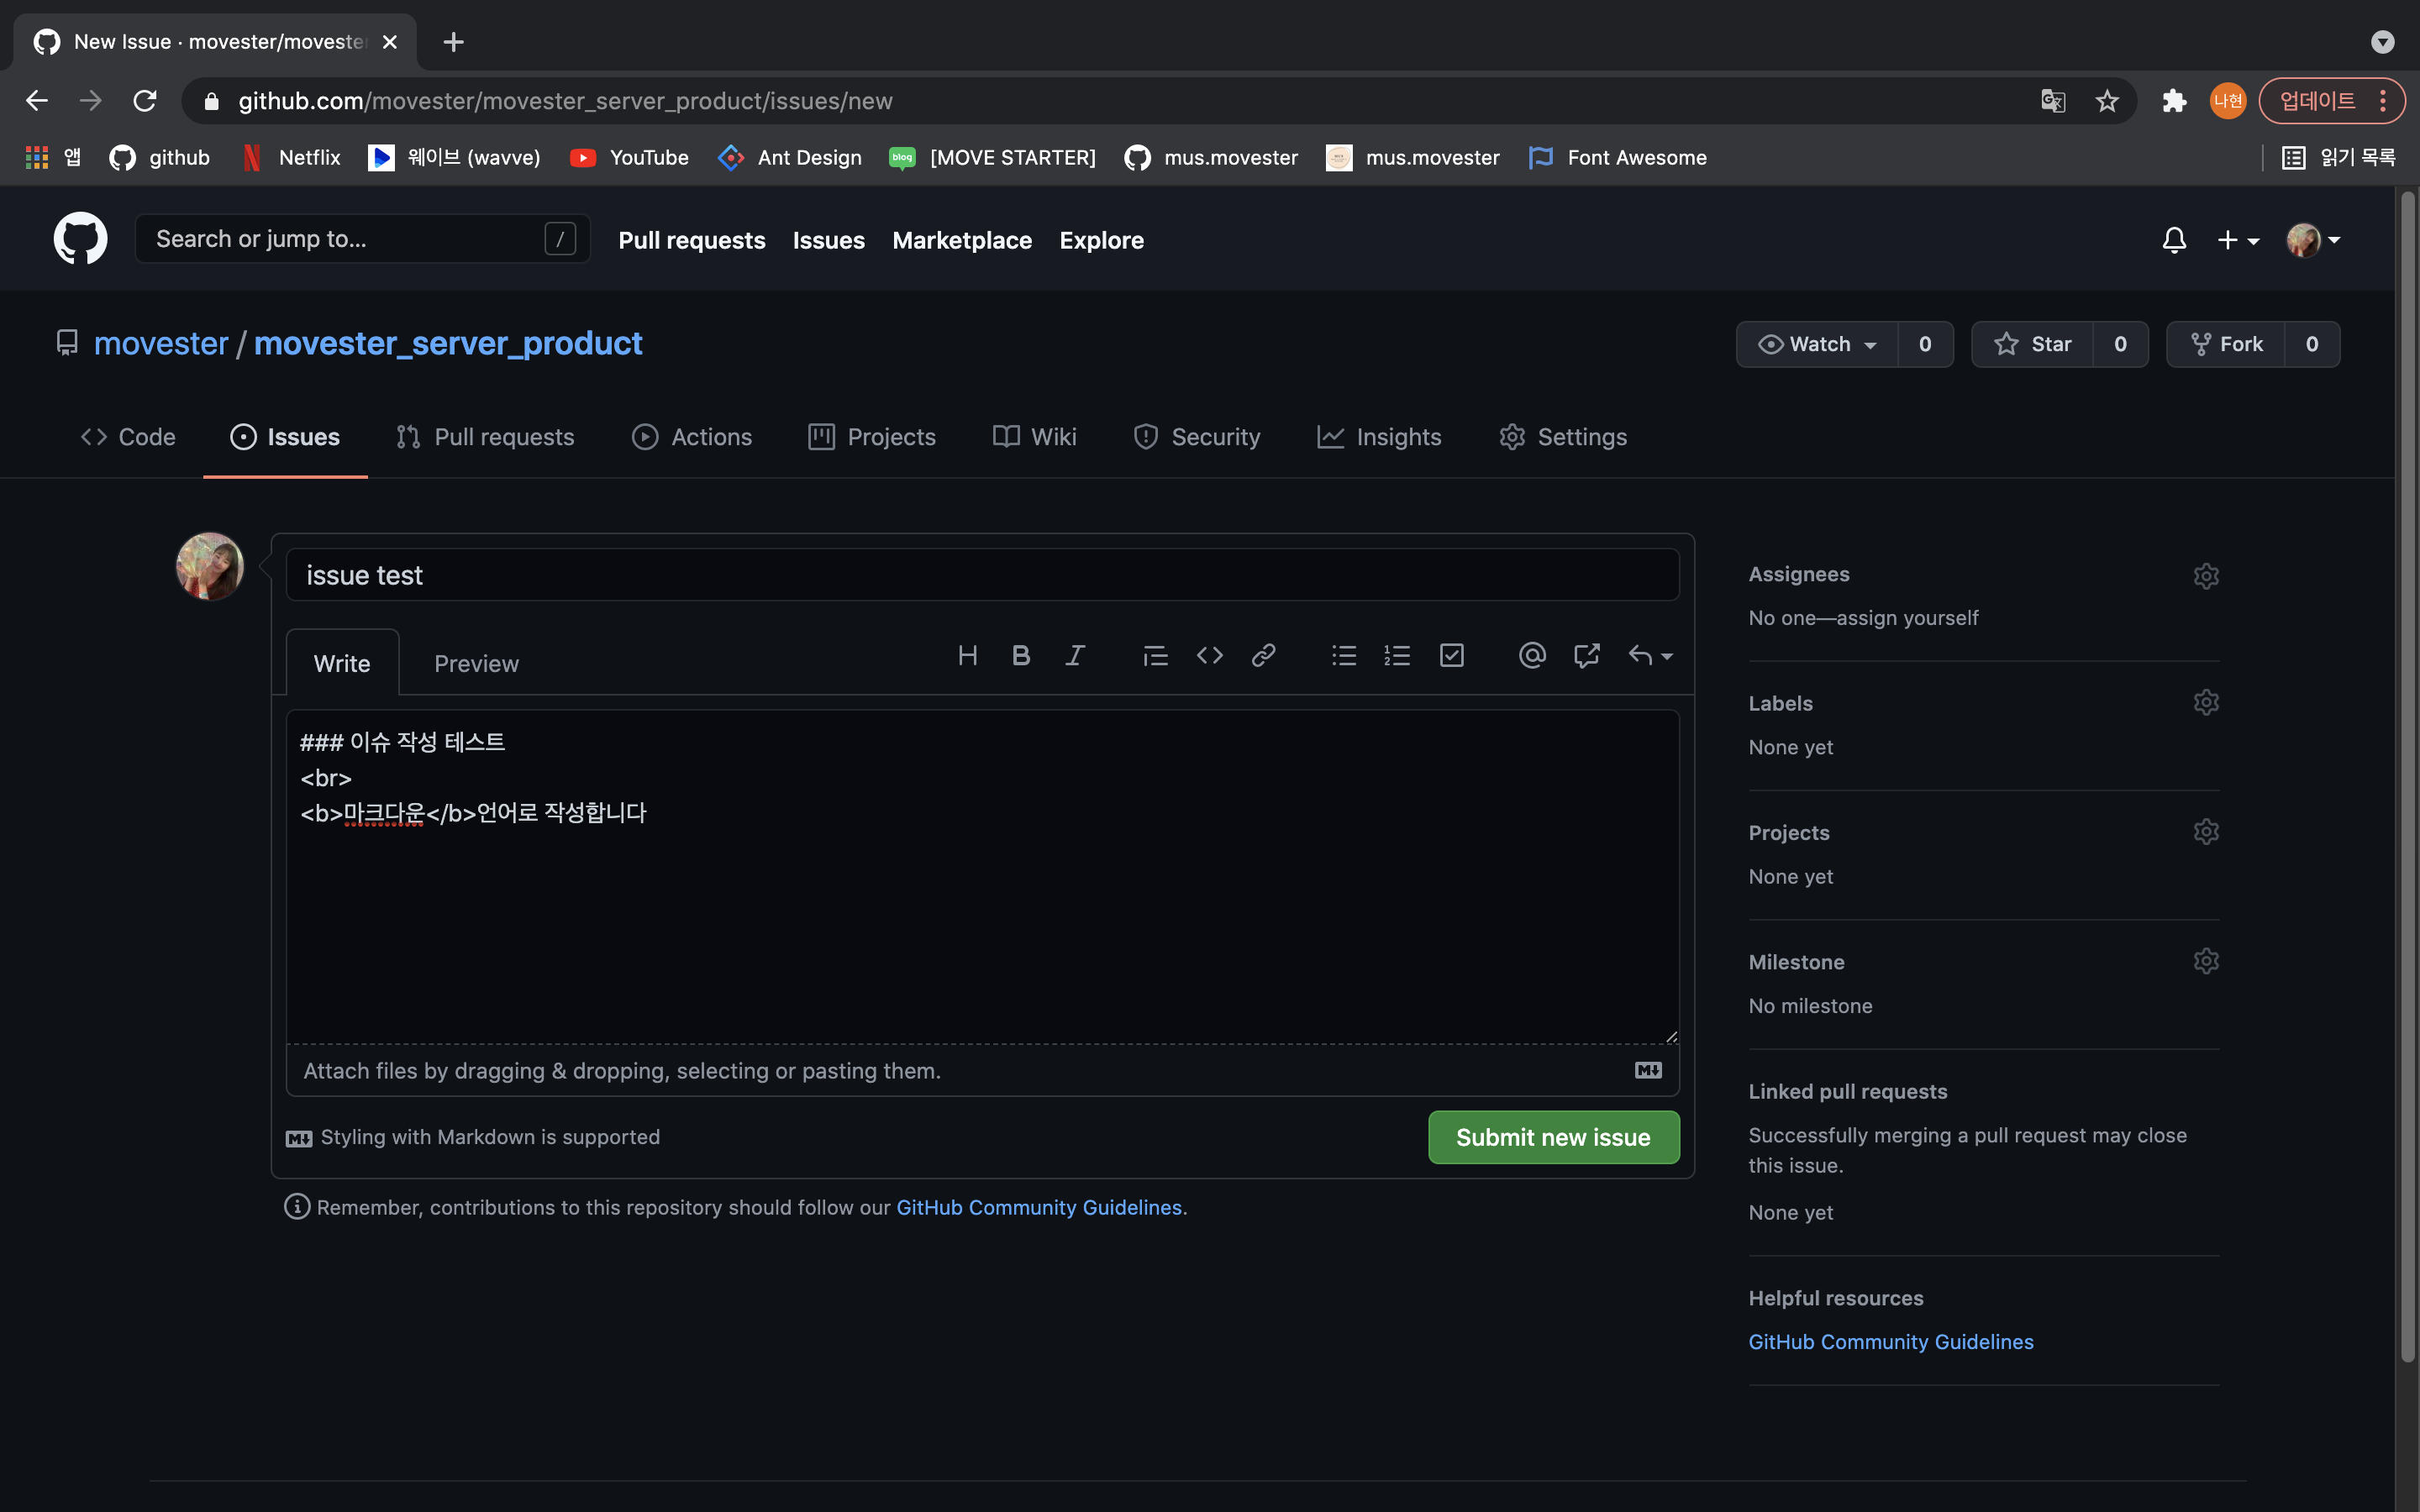 New Issue · movester/moveste
github.com/movester/movester_server_product/issues/new
나현
업데이트
앱
github
Netflix
웨이브 (wavve)
YouTube
Ant Design
blog
[MOVE STARTER]
mus.movester
mus.movester
Font Awesome
읽기 목록
Search or jump to...
/
Pull requests
Issues
Marketplace
Explore
movester / movester_server_product
Watch 0
Star 0
Fork 0
Code
Issues
Pull requests
Actions
Projects
Wiki
Security
Insights
Settings
issue test
Write
Preview
### 이슈 작성 테스트
<br>
<b>마크다운</b>언어로 작성합니다
Attach files by dragging & dropping, selecting or pasting them.
Styling with Markdown is supported
Submit new issue
Remember, contributions to this repository should follow our GitHub Community Guidelines.
Assignees
No one—assign yourself
Labels
None yet
Projects
None yet
Milestone
No milestone
Linked pull requests
Successfully merging a pull request may close
this issue.
None yet
Helpful resources
GitHub Community Guidelines